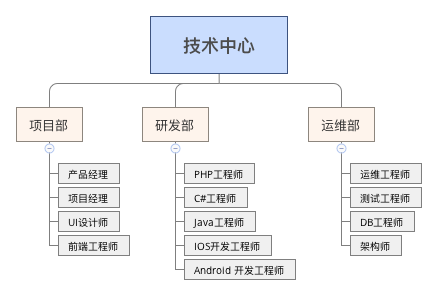 技术中心
项目部
研发部
运维部
产品经理
项目经理
UI设计师
前端工程师
PHP工程师
C#工程师
Java工程师
IOS开发工程师
Android 开发工程师
运维工程师
测试工程师
DB工程师
架构师